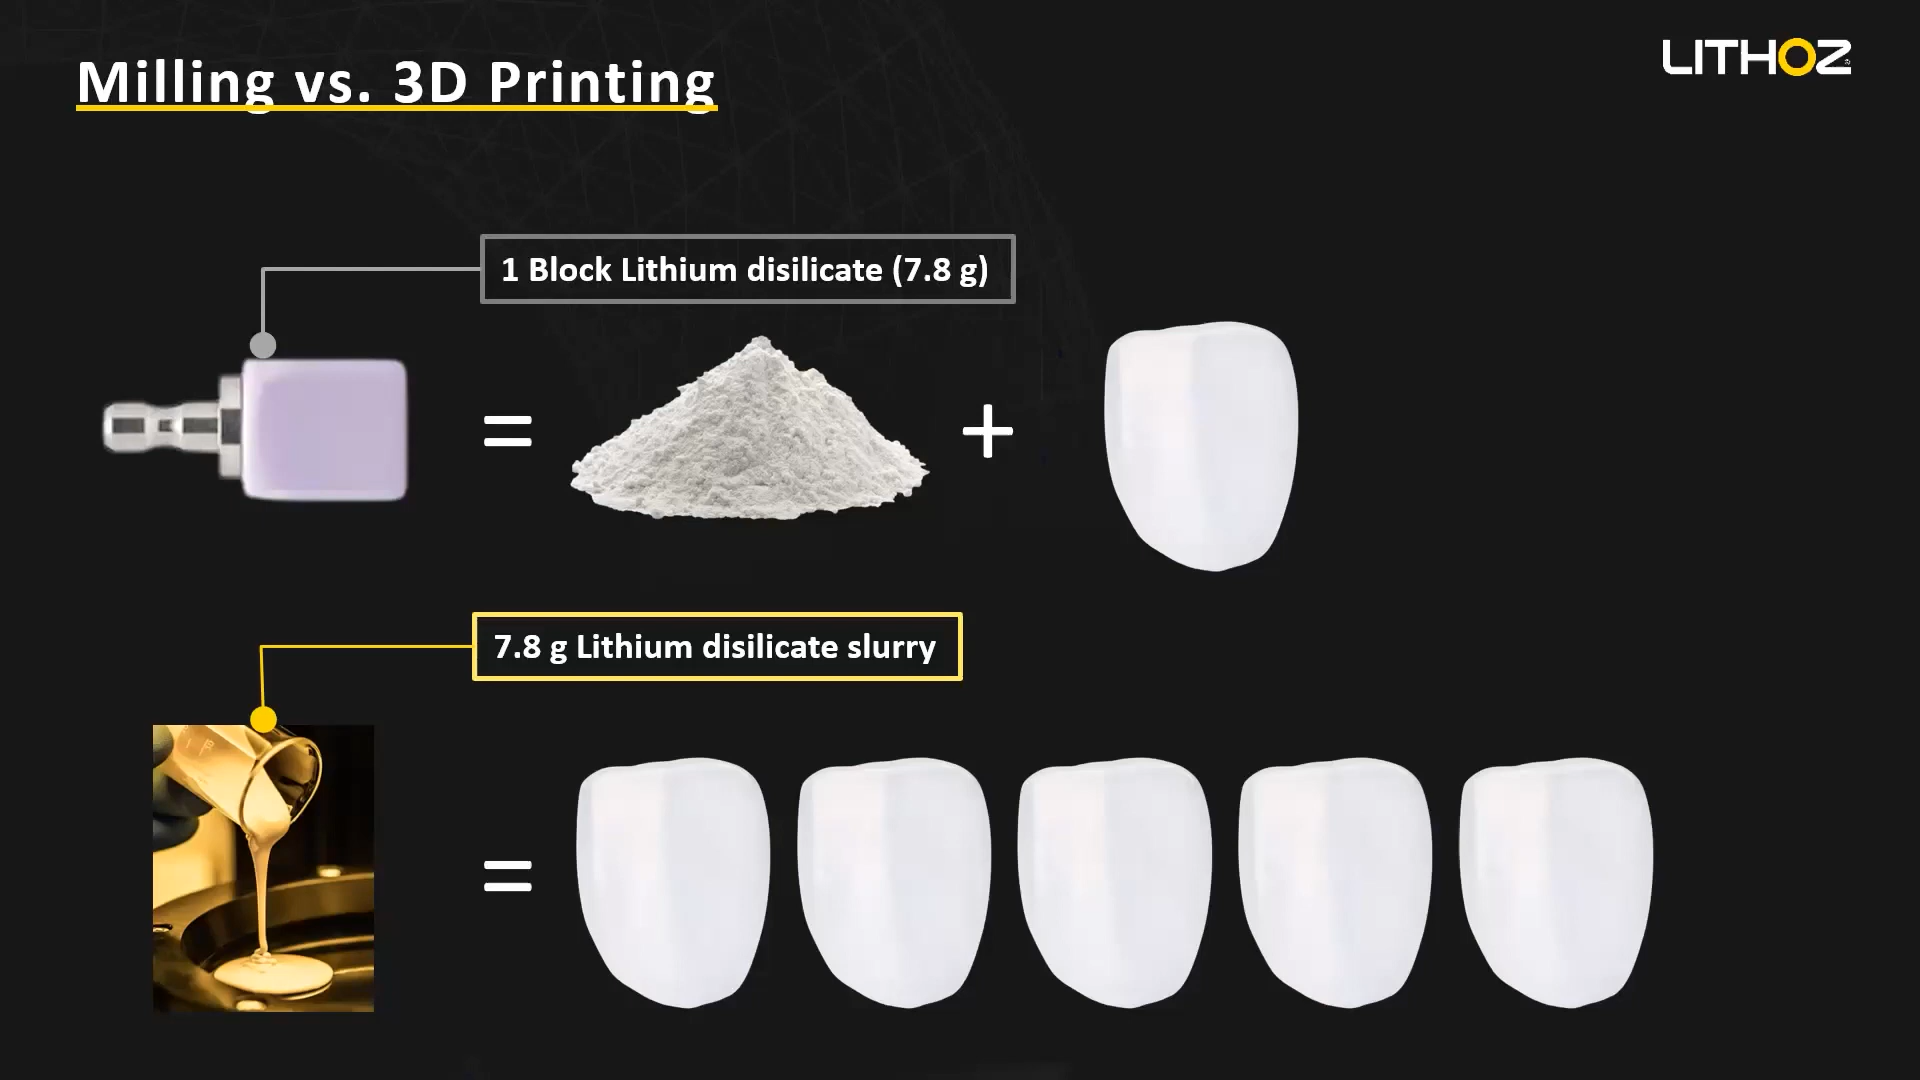 Milling vs. 3D Printing
LITHOZ
1 Block Lithium disilicate (7.8 g)
=
+
7.8 g Lithium disilicate slurry
=